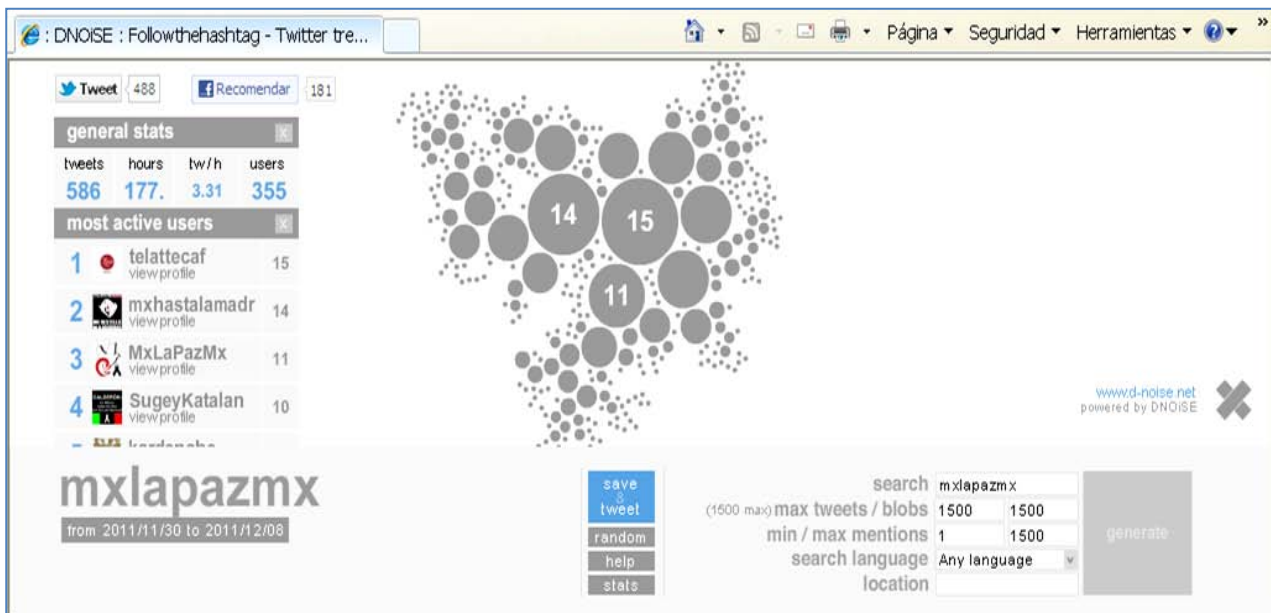 : DNOiSE : Followthehashtag - Twitter tre...
Página Seguridad Herramientas »
Tweet 488 Recomendar 181
general stats x
tweets hours tw/h users
586 177. 3.31 355
most active users x
1 telattecaf 15
view profile
2 mxhastalamadr 14
view profile
3 MxLaPazMx 11
view profile
4 SugeyKatalan 10
view profile
14 15
11
www.d-noise.net
powered by DNOiSE
mxlapazmx
from 2011/11/30 to 2011/12/08
save
&
tweet
random
help
stats
search mxlapazmx
(1500 max) max tweets / blobs 1500 1500
min / max mentions 1 1500
search language Any language
location
generate